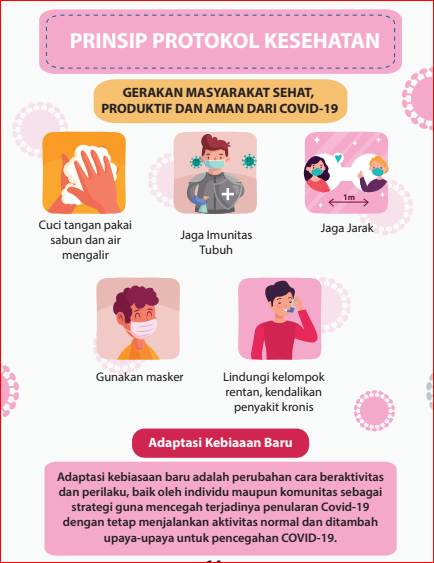 PRINSIP PROTOKOL KESEHATAN
GERAKAN MASYARAKAT SEHAT,
PRODUKTIF DAN AMAN DARI COVID-19
Cuci tangan pakai
sabun dan air
mengalir
Jaga Imunitas
Tubuh
1m
Jaga Jarak
Gunakan masker
Lindungi kelompok
rentan, kendalikan
penyakit kronis
Adaptasi Kebiaaan Baru
Adaptasi kebiasaan baru adalah perubahan cara beraktivitas
dan perilaku, baik oleh individu maupun komunitas sebagai
strategi guna mencegah terjadinya penularan Covid-19
dengan tetap menjalankan aktivitas normal dan ditambah
upaya-upaya untuk pencegahan COVID-19.